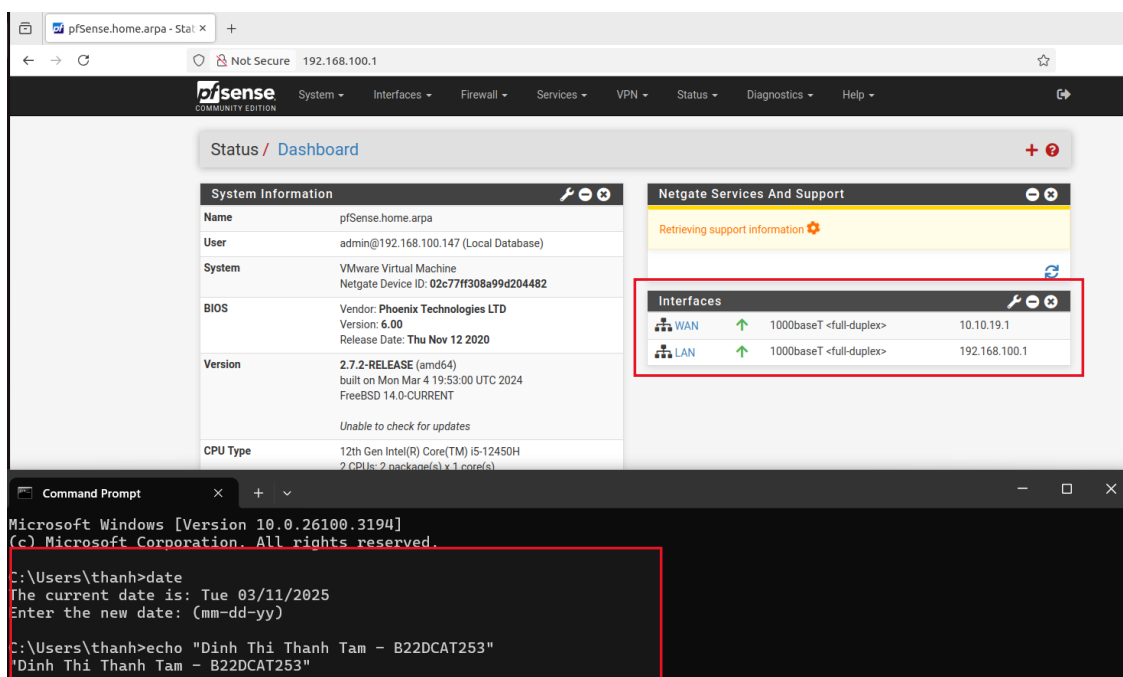 pfSense.home.arpa - Stat
Not Secure 192.168.100.1
pfsense
COMMUNITY EDITION
System Interfaces Firewall Services VPN Status Diagnostics Help
Status / Dashboard
System Information
Name pfSense.home.arpa
User admin@192.168.100.147 (Local Database)
System VMware Virtual Machine
Netgate Device ID: 02c77ff308a99d204482
BIOS Vendor: Phoenix Technologies LTD
Version: 6.00
Release Date: Thu Nov 12 2020
Version 2.7.2-RELEASE (amd64)
built on Mon Mar 4 19:53:00 UTC 2024
FreeBSD 14.0-CURRENT
Unable to check for updates
CPU Type 12th Gen Intel(R) Core(TM) i5-12450H
2 CPUs: 2 package(s) x 1 core(s)
Netgate Services And Support
Retrieving support information
Interfaces
WAN 1000baseT <full-duplex> 10.10.19.1
LAN 1000baseT <full-duplex> 192.168.100.1
Command Prompt
Microsoft Windows [Version 10.0.26100.3194]
(c) Microsoft Corporation. All rights reserved.
C:\Users\thanh>date
The current date is: Tue 03/11/2025
Enter the new date: (mm-dd-yy)
C:\Users\thanh>echo "Dinh Thi Thanh Tam - B22DCAT253"
"Dinh Thi Thanh Tam - B22DCAT253"